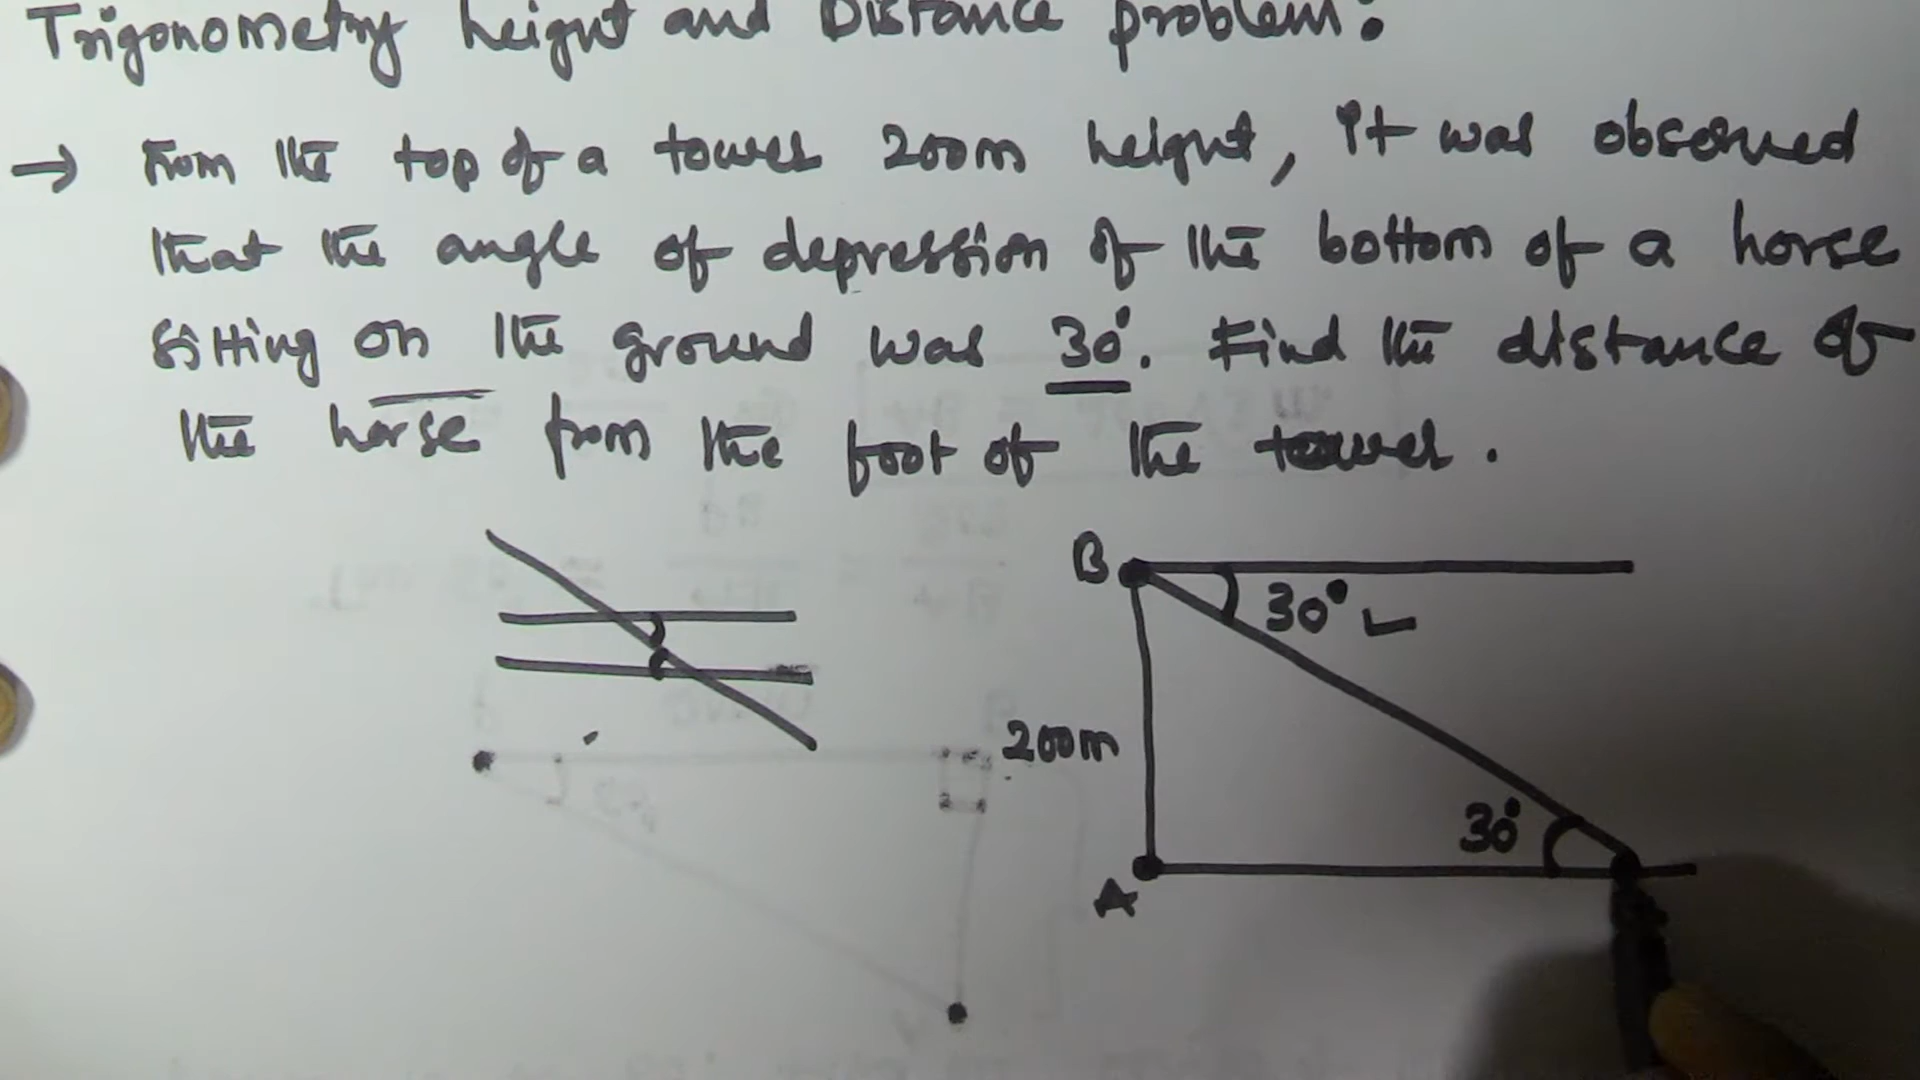 Trigonometry height and Distance problem:
→ From the top of a tower 200m height, it was observed
that the angle of depression of the bottom of a horse
sitting on the ground was 30°. Find the distance of
the horse from the foot of the tower.
B
30°
200m
30°
A